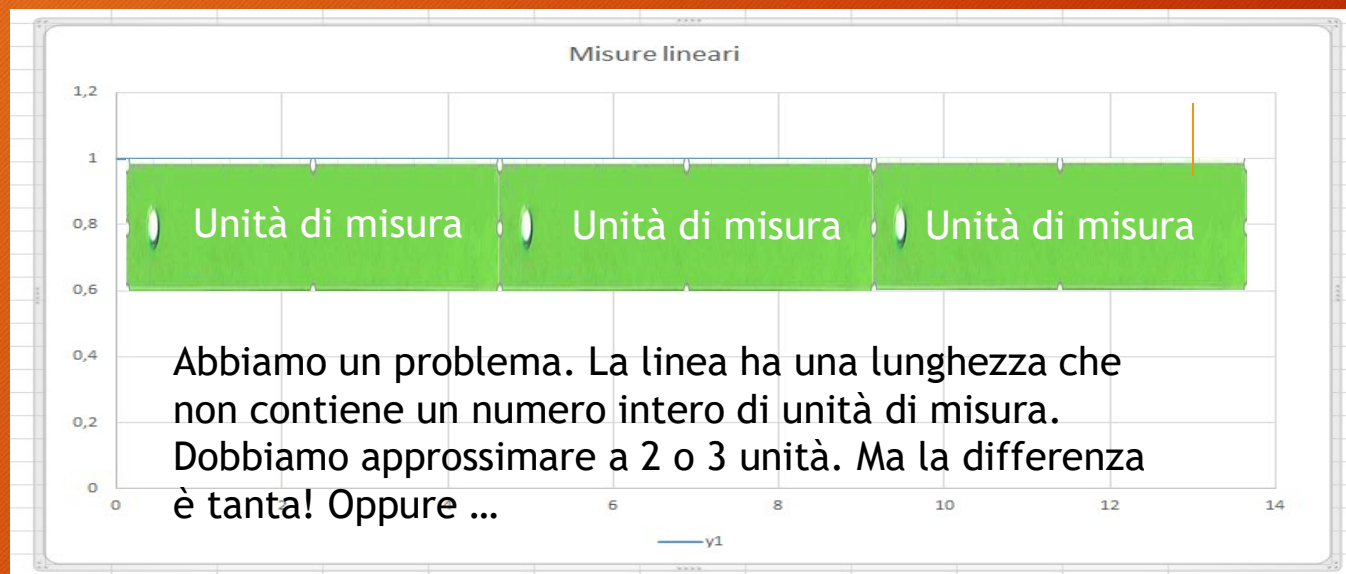 Misure lineari
1,2
1
0,8
0,6
0,4
0,2
0
Unità di misura Unità di misura Unità di misura
Abbiamo un problema. La linea ha una lunghezza che
non contiene un numero intero di unità di misura.
Dobbiamo approssimare a 2 o 3 unità. Ma la differenza
è tanta! Oppure …
0 2 4 6 8 10 12 14
y1